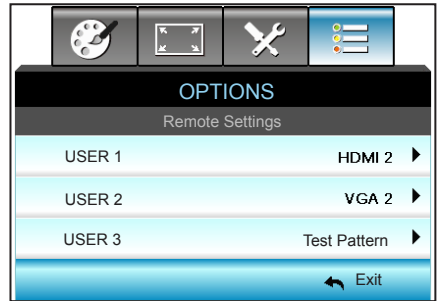 OPTIONS
Remote Settings
USER 1 HDMI 2
USER 2 VGA 2
USER 3 Test Pattern
Exit